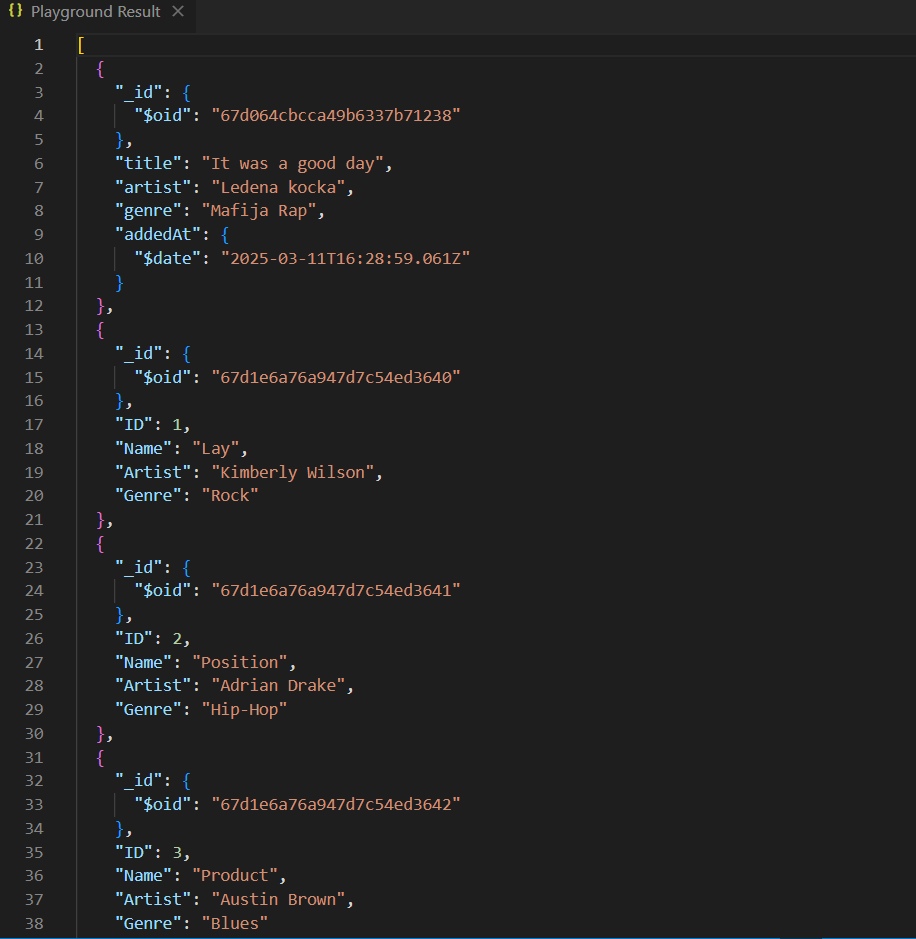 {} Playground Result ×
1 [
2 {
3 "_id": {
4 "$oid": "67d064cbcca49b6337b71238"
5 },
6 "title": "It was a good day",
7 "artist": "Ledena kocka",
8 "genre": "Mafija Rap",
9 "addedAt": {
10 "$date": "2025-03-11T16:28:59.061Z"
11 }
12 },
13 {
14 "_id": {
15 "$oid": "67d1e6a76a947d7c54ed3640"
16 },
17 "ID": 1,
18 "Name": "Lay",
19 "Artist": "Kimberly Wilson",
20 "Genre": "Rock"
21 },
22 {
23 "_id": {
24 "$oid": "67d1e6a76a947d7c54ed3641"
25 },
26 "ID": 2,
27 "Name": "Position",
28 "Artist": "Adrian Drake",
29 "Genre": "Hip-Hop"
30 },
31 {
32 "_id": {
33 "$oid": "67d1e6a76a947d7c54ed3642"
34 },
35 "ID": 3,
36 "Name": "Product",
37 "Artist": "Austin Brown",
38 "Genre": "Blues"